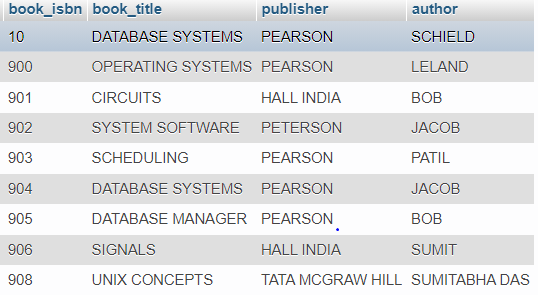 book_isbn book_title publisher author
10 DATABASE SYSTEMS PEARSON SCHIELD
900 OPERATING SYSTEMS PEARSON LELAND
901 CIRCUITS HALL INDIA BOB
902 SYSTEM SOFTWARE PETERSON JACOB
903 SCHEDULING PEARSON PATIL
904 DATABASE SYSTEMS PEARSON JACOB
905 DATABASE MANAGER PEARSON BOB
906 SIGNALS HALL INDIA SUMIT
908 UNIX CONCEPTS TATA MCGRAW HILL SUMITABHA DAS